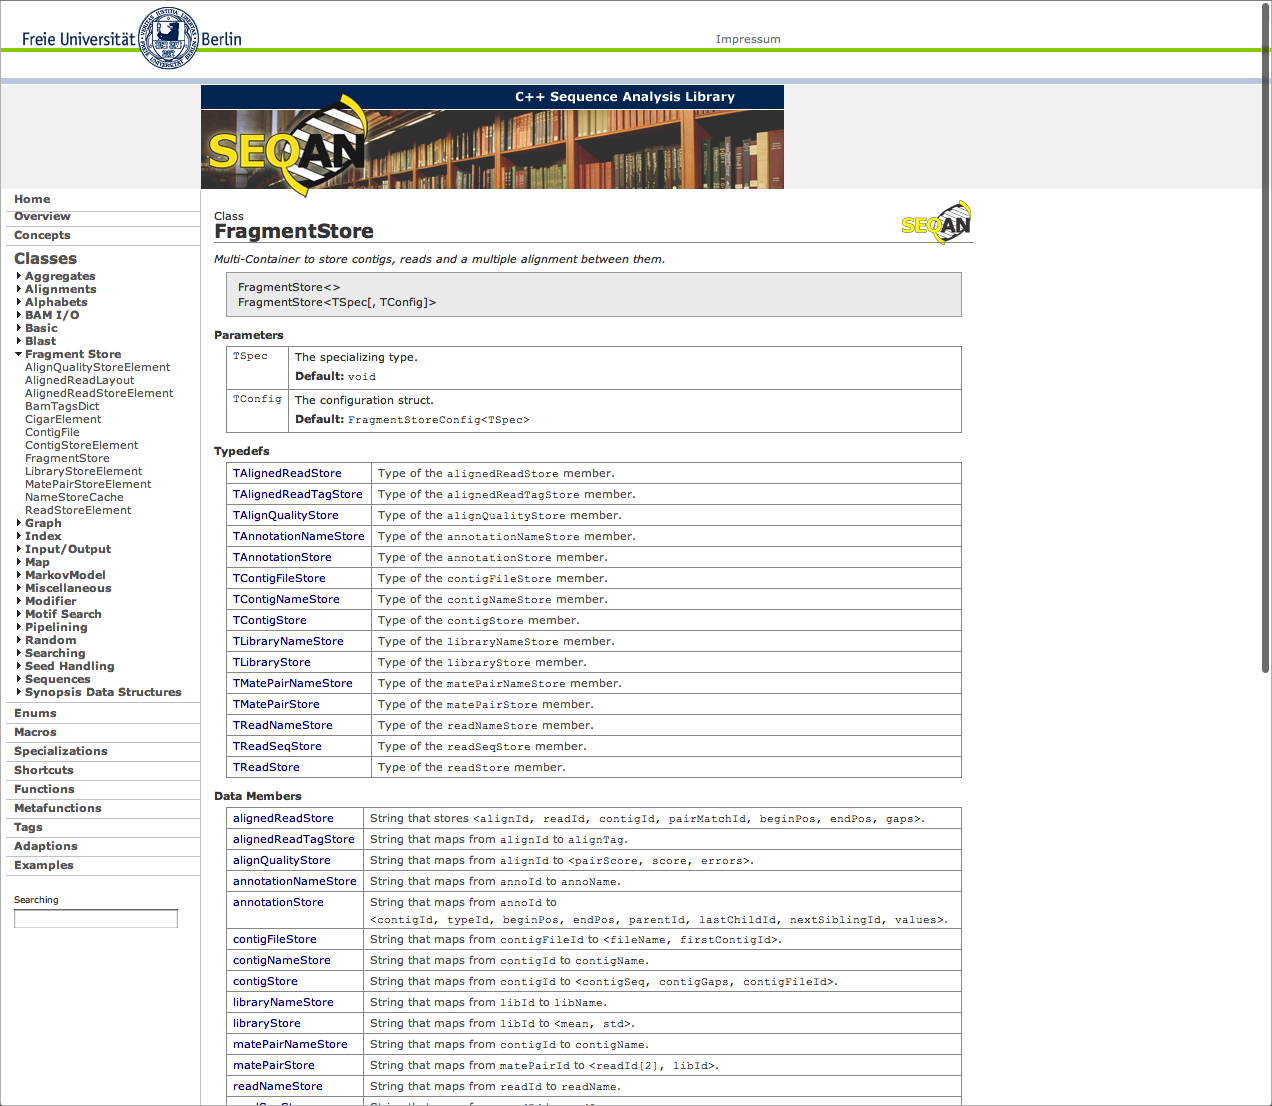 Freie Universität Berlin
Impressum
C++ Sequence Analysis Library
SEQAN
Home
Overview
Concepts
Classes
Aggregates
Alignments
Alphabets
BAM I/O
Basic
Blast
Fragment Store
AlignQualityStoreElement
AlignedReadLayout
AlignedReadStoreElement
BamTagsDict
CigarElement
ContigFile
ContigStoreElement
FragmentStore
LibraryStoreElement
MatePairStoreElement
NameStoreCache
ReadStoreElement
Graph
Index
Input/Output
Map
MarkovModel
Miscellaneous
Modifier
Motif Search
Pipelining
Random
Searching
Seed Handling
Sequences
Synopsis Data Structures
Enums
Macros
Specializations
Shortcuts
Functions
Metafunctions
Tags
Adaptions
Examples
Searching
Class
FragmentStore
SEQAN
Multi-Container to store contigs, reads and a multiple alignment between them.
FragmentStore<>
FragmentStore<TSpec[, TConfig]>
Parameters
TSpec The specializing type.
Default: void
TConfig The configuration struct.
Default: FragmentStoreConfig<TSpec>
Typedefs
TAlignedReadStore Type of the alignedReadStore member.
TAlignedReadTagStore Type of the alignedReadTagStore member.
TAlignQualityStore Type of the alignQualityStore member.
TAnnotationNameStore Type of the annotationNameStore member.
TAnnotationStore Type of the annotationStore member.
TContigFileStore Type of the contigFileStore member.
TContigNameStore Type of the contigNameStore member.
TContigStore Type of the contigStore member.
TLibraryNameStore Type of the libraryNameStore member.
TLibraryStore Type of the libraryStore member.
TMatePairNameStore Type of the matePairNameStore member.
TMatePairStore Type of the matePairStore member.
TReadNameStore Type of the readNameStore member.
TReadSeqStore Type of the readSeqStore member.
TReadStore Type of the readStore member.
Data Members
alignedReadStore String that stores <alignId, readId, contigId, pairMatchId, beginPos, endPos, gaps>.
alignedReadTagStore String that maps from alignId to alignTag.
alignQualityStore String that maps from alignId to <pairScore, score, errors>.
annotationNameStore String that maps from annoId to annoName.
annotationStore String that maps from annoId to
<contigId, typeId, beginPos, endPos, parentId, lastChildId, nextSiblingId, values>.
contigFileStore String that maps from contigFileId to <fileName, firstContigId>.
contigNameStore String that maps from contigId to contigName.
contigStore String that maps from contigId to <contigSeq, contigGaps, contigFileId>.
libraryNameStore String that maps from libId to libName.
libraryStore String that maps from libId to <mean, std>.
matePairNameStore String that maps from contigId to contigName.
matePairStore String that maps from matePairId to <readId[2], libId>.
readNameStore String that maps from readId to readName.